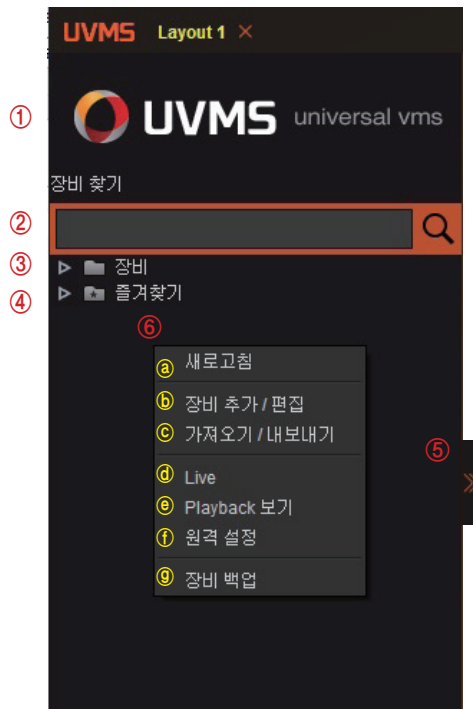 UVMS Layout 1 ×
① UVMS universal vms
장비 찾기
②
③ 장비
④ 즐겨찾기
⑥
ⓐ 새로고침
ⓑ 장비 추가 / 편집
ⓒ 가져오기 / 내보내기
⑤
ⓓ Live
ⓔ Playback 보기
ⓕ 원격 설정
ⓖ 장비 백업